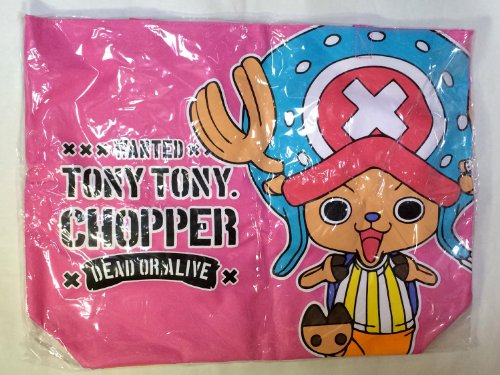 ××× WANTED ××
TONY TONY.
CHOPPER
× DEAD OR ALIVE ×